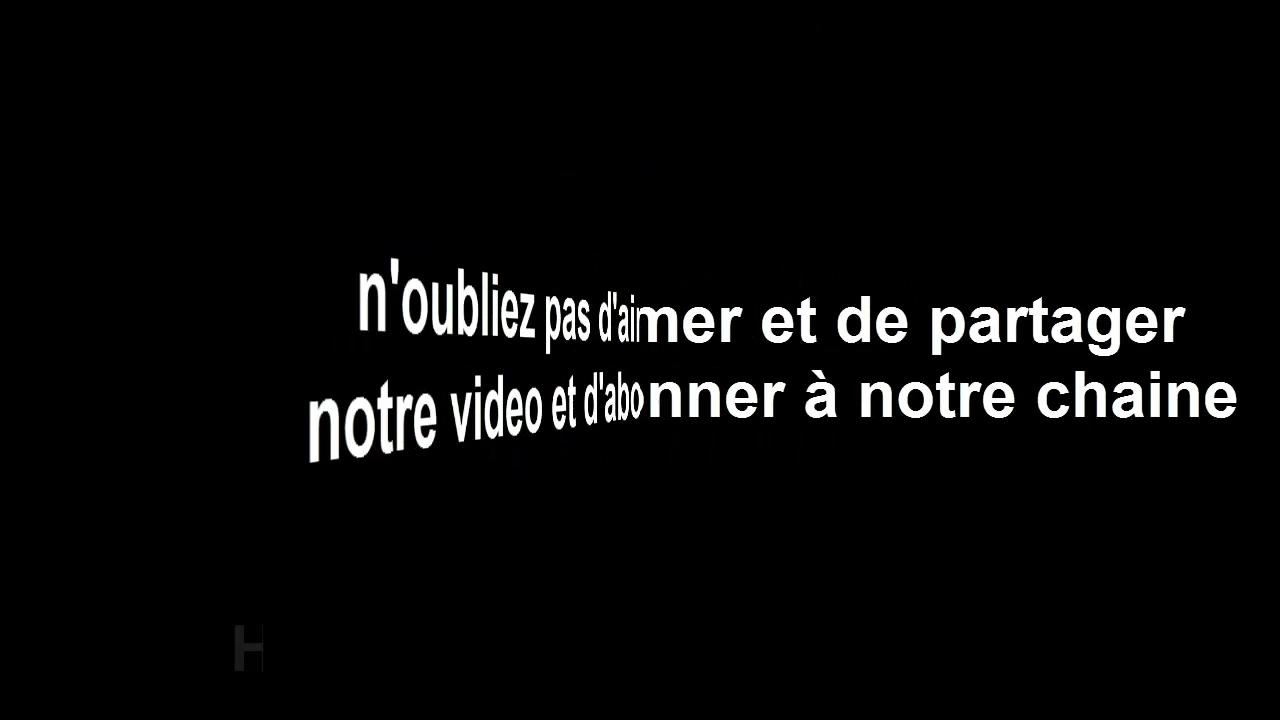 n'oubliez pas d'aimer et de partager
notre video et d'abonner à notre chaine
H